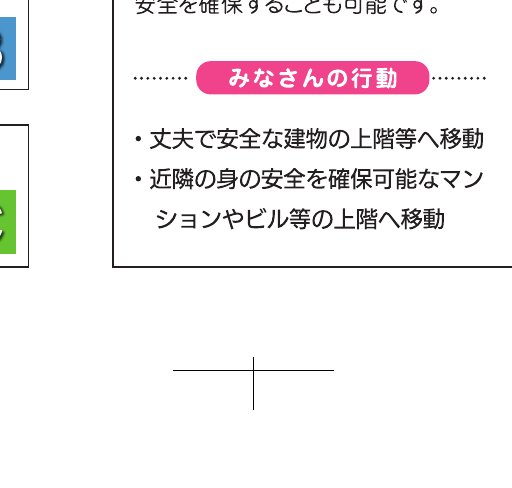 安全を確保することも可能です。
みなさんの行動
・丈夫で安全な建物の上階等へ移動
・近隣の身の安全を確保可能なマン
ションやビル等の上階へ移動